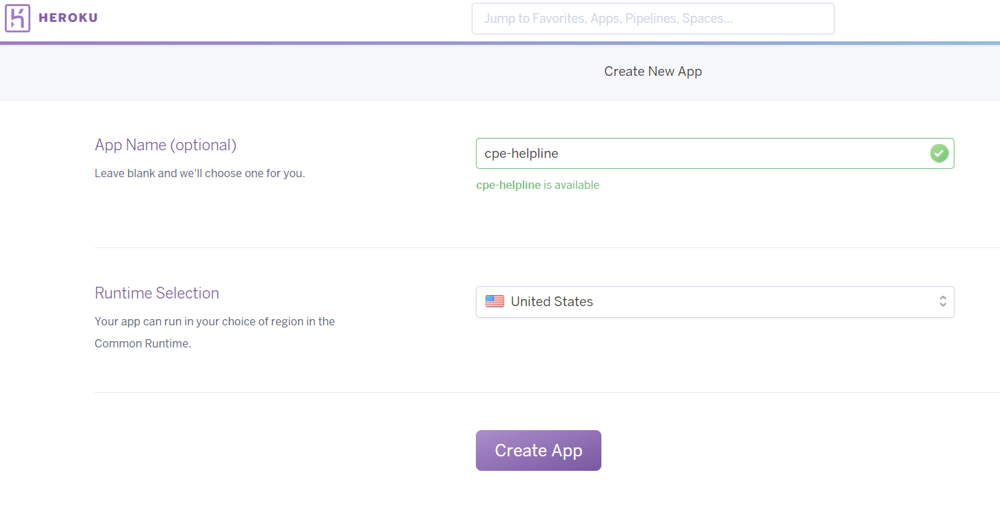 HEROKU
Jump to Favorites, Apps, Pipelines, Spaces...
Create New App
App Name (optional)
Leave blank and we'll choose one for you.
cpe-helpline
cpe-helpline is available
Runtime Selection
Your app can run in your choice of region in the
Common Runtime.
United States
Create App